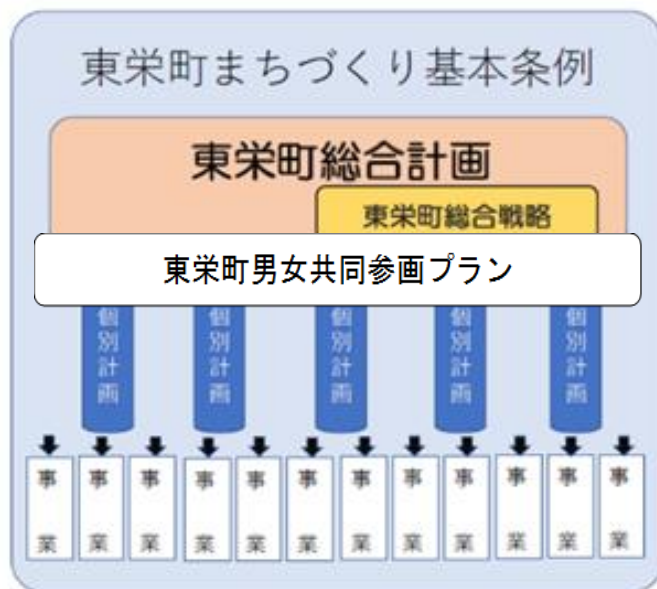 東栄町まちづくり基本条例
東栄町総合計画
東栄町総合戦略
東栄町男女共同参画プラン
個別計画
個別計画
個別計画
個別計画
個別計画
事業
事業
事業
事業
事業
事業
事業
事業
事業
事業
事業
事業